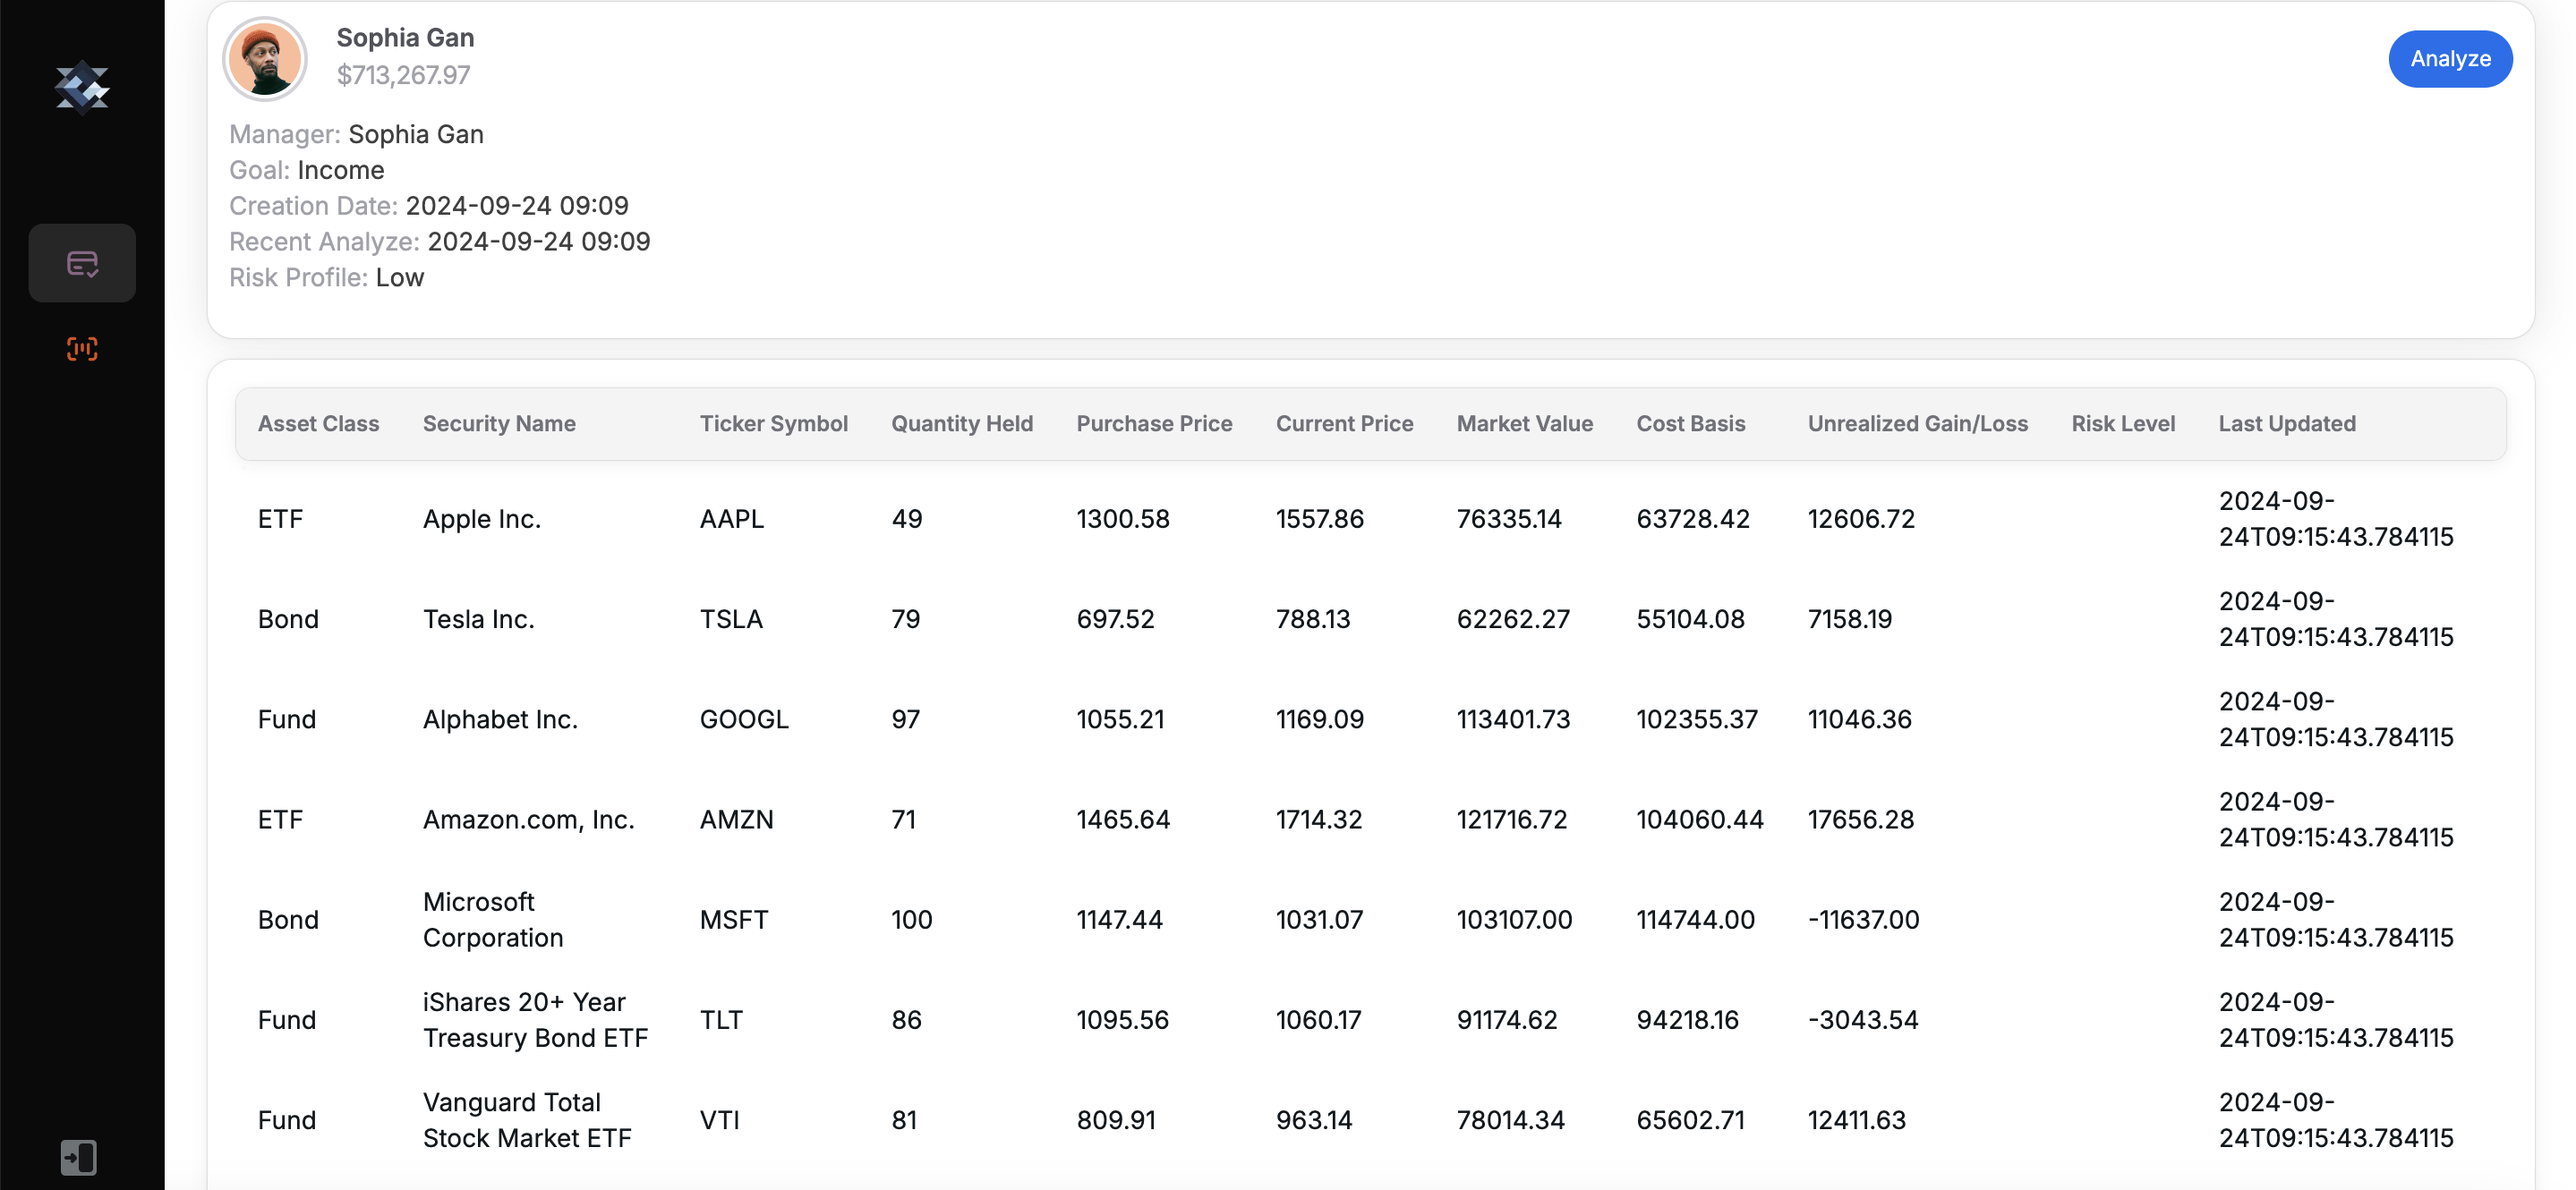 Sophia Gan
$713,267.97
Analyze
Manager: Sophia Gan
Goal: Income
Creation Date: 2024-09-24 09:09
Recent Analyze: 2024-09-24 09:09
Risk Profile: Low
Asset Class Security Name Ticker Symbol Quantity Held Purchase Price Current Price Market Value Cost Basis Unrealized Gain/Loss Risk Level Last Updated
ETF Apple Inc. AAPL 49 1300.58 1557.86 76335.14 63728.42 12606.72 2024-09-
24T09:15:43.784115
Bond Tesla Inc. TSLA 79 697.52 788.13 62262.27 55104.08 7158.19 2024-09-
24T09:15:43.784115
Fund Alphabet Inc. GOOGL 97 1055.21 1169.09 113401.73 102355.37 11046.36 2024-09-
24T09:15:43.784115
ETF Amazon.com, Inc. AMZN 71 1465.64 1714.32 121716.72 104060.44 17656.28 2024-09-
24T09:15:43.784115
Bond Microsoft
Corporation MSFT 100 1147.44 1031.07 103107.00 114744.00 -11637.00 2024-09-
24T09:15:43.784115
Fund iShares 20+ Year
Treasury Bond ETF TLT 86 1095.56 1060.17 91174.62 94218.16 -3043.54 2024-09-
24T09:15:43.784115
Fund Vanguard Total
Stock Market ETF VTI 81 809.91 963.14 78014.34 65602.71 12411.63 2024-09-
24T09:15:43.784115